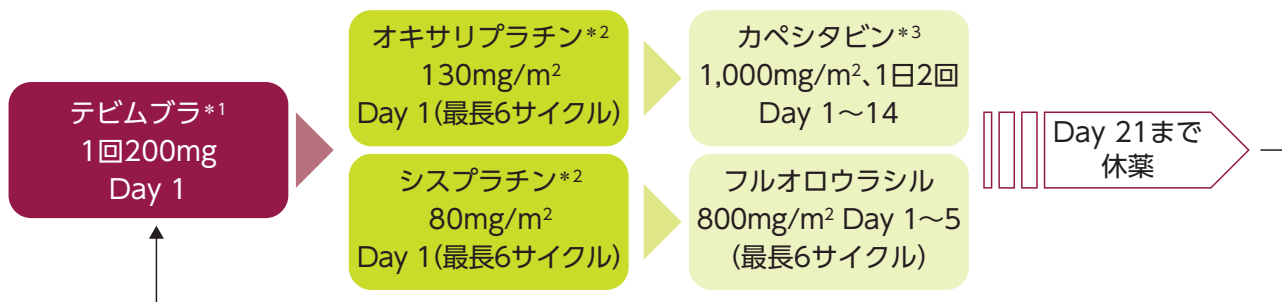 テビムブラ*1
1回200mg
Day 1
オキサリプラチン*2
130mg/m2
Day 1(最長6サイクル)
カペシタビン*3
1,000mg/m2、1日2回
Day 1〜14
シスプラチン*2
80mg/m2
Day 1(最長6サイクル)
フルオロウラシル
800mg/m2 Day 1〜5
(最長6サイクル)
Day 21まで
休薬